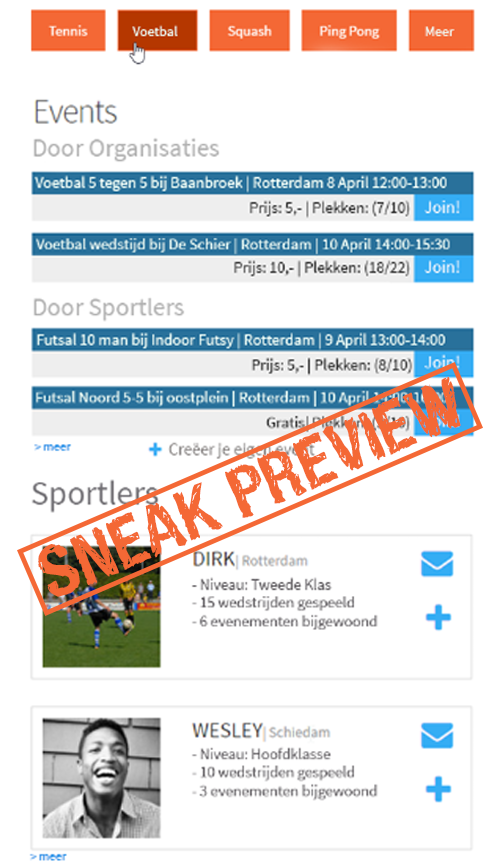 Tennis Voetbal Squash Ping Pong Meer
Events
Door Organisaties
Voetbal 5 tegen 5 bij Baanbroek | Rotterdam 8 April 12:00-13:00
Prijs: 5,- | Plekken: (7/10) Join!
Voetbal wedstijd bij De Schier | Rotterdam | 10 April 14:00-15:30
Prijs: 10,- | Plekken: (18/22) Join!
Door Sportlers
Futsal 10 man bij Indoor Futsy | Rotterdam | 9 April 13:00-14:00
Prijs: 5,- | Plekken: (8/10) Join!
Futsal Noord 5-5 bij oostplein | Rotterdam | 10 April
Gratis| Plekken:
> meer
+ Creëer je eigen event
Sportlers
SNEAK PREVIEW
DIRK | Rotterdam
- Niveau: Tweede Klas
- 15 wedstrijden gespeeld
- 6 evenementen bijgewoond
WESLEY | Schiedam
- Niveau: Hoofdklasse
- 10 wedstrijden gespeeld
- 3 evenementen bijgewoond
> meer